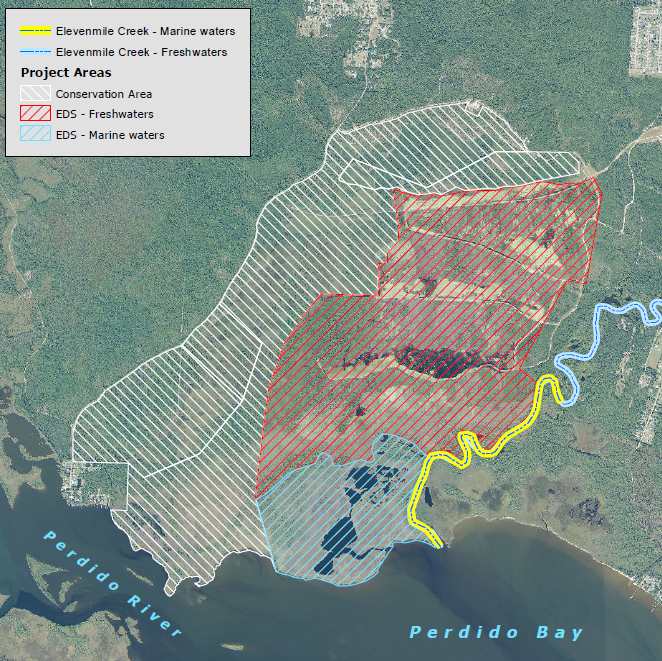 Elevenmile Creek - Marine waters
Elevenmile Creek - Freshwaters
Project Areas
Conservation Area
EDS - Freshwaters
EDS - Marine waters
Perdido River
Perdido Bay